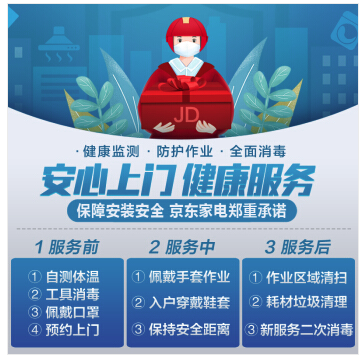 JD
·健康监测 ·防护作业 ·全面消毒
安心上门 健康服务
保障安装安全 京东家电郑重承诺
1 服务前
① 自测体温
② 工具消毒
③ 佩戴口罩
④ 预约上门
2 服务中
① 佩戴手套作业
② 入户穿戴鞋套
③ 保持安全距离
3 服务后
① 作业区域清扫
② 耗材垃圾清理
③ 新服务二次消毒